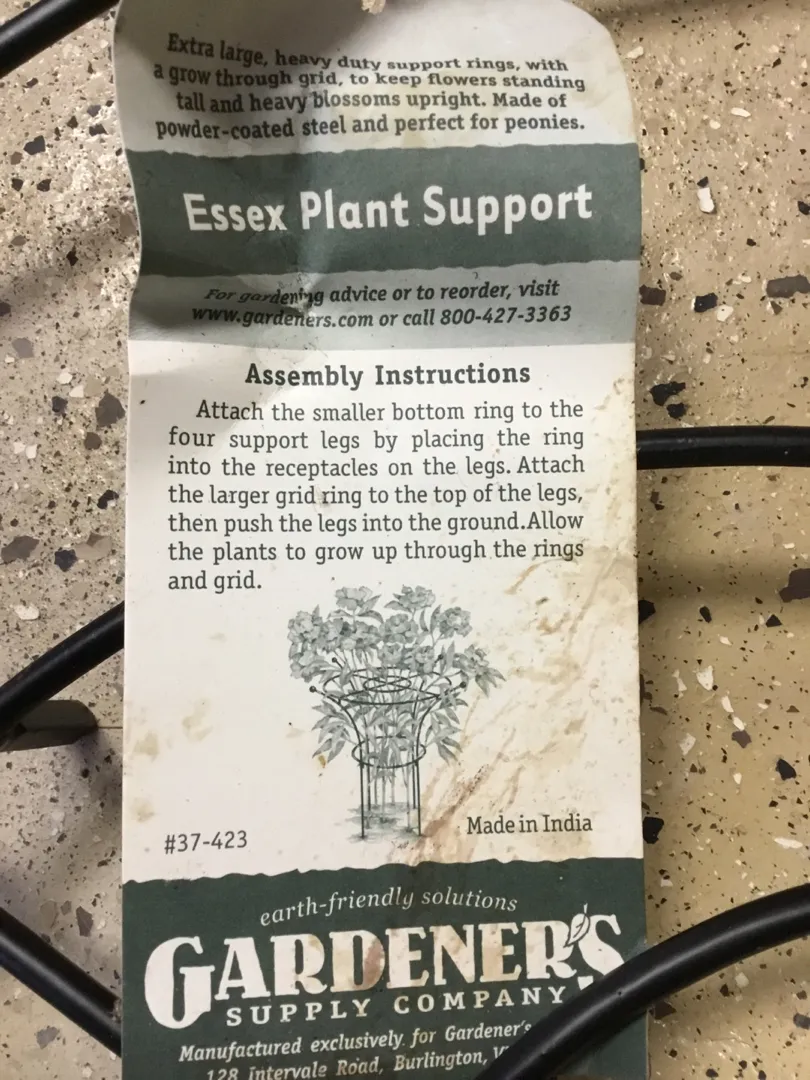 Extra large, heavy duty support rings, with
a grow through grid, to keep flowers standing
tall and heavy blossoms upright. Made of
powder-coated steel and perfect for peonies.
Essex Plant Support
For gardening advice or to reorder, visit
www.gardeners.com or call 800-427-3363
Assembly Instructions
Attach the smaller bottom ring to the
four support legs by placing the ring
into the receptacles on the legs. Attach
the larger grid ring to the top of the legs,
then push the legs into the ground.Allow
the plants to grow up through the rings
and grid.
#37-423
Made in India
earth-friendly solutions
GARDENER'S
SUPPLY COMPANY
Manufactured exclusively for Gardener's
128 Intervale Road, Burlington,